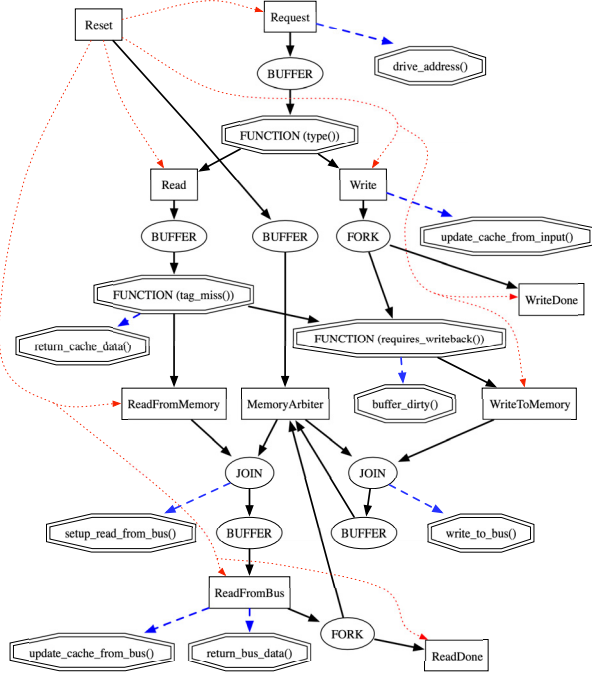 Reset
Request
BUFFER
drive_address()
FUNCTION (type())
Read
Write
BUFFER
BUFFER
FORK
update_cache_from_input()
FUNCTION (tag_miss())
WriteDone
return_cache_data()
FUNCTION (requires_writeback())
ReadFromMemory
MemoryArbiter
buffer_dirty()
WriteToMemory
JOIN
JOIN
setup_read_from_bus()
BUFFER
BUFFER
write_to_bus()
ReadFromBus
FORK
update_cache_from_bus()
return_bus_data()
ReadDone